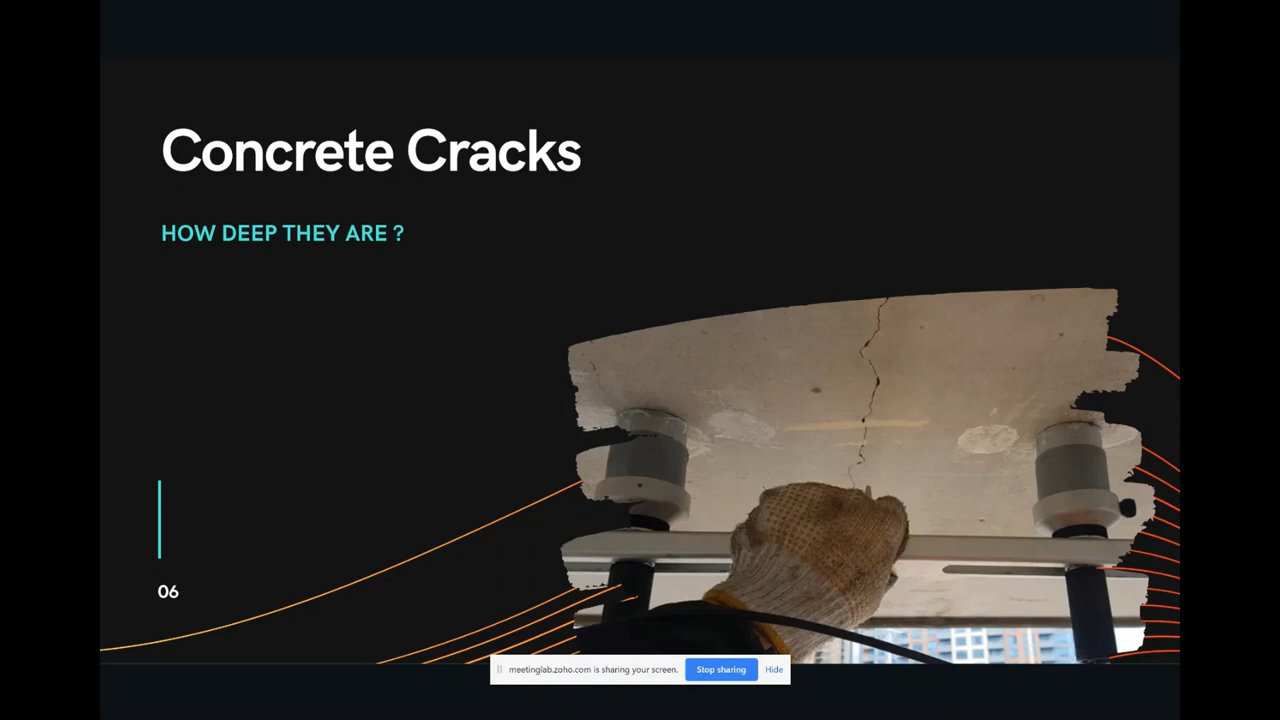 Concrete Cracks
HOW DEEP THEY ARE ?
06
meetinglab.zoho.com is sharing your screen. Stop sharing Hide